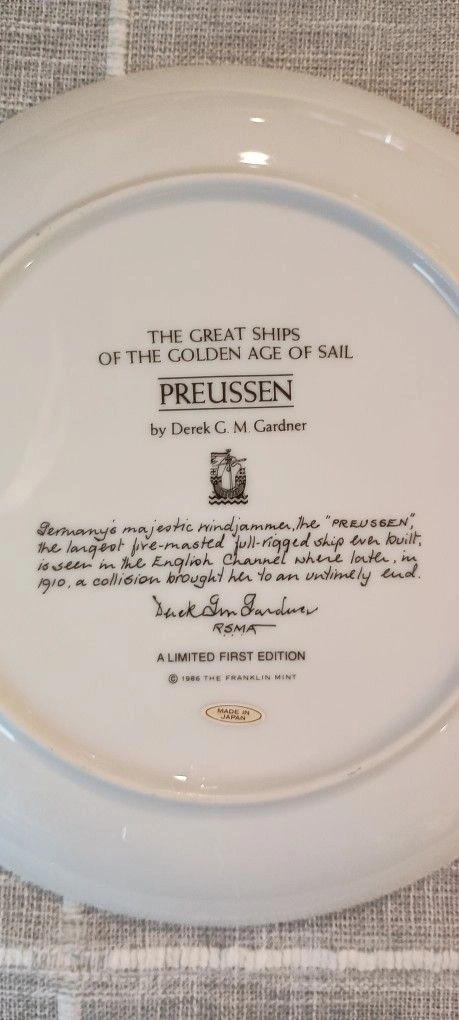 THE GREAT SHIPS
OF THE GOLDEN AGE OF SAIL
PREUSSEN
by Derek G. M. Gardner
Germany's majestic windjammer, the "PREUSSEN",
the largest five-masted full-rigged ship ever built,
is seen in the English Channel where later, in
1910, a collision brought her to an untimely end.
Derek Gm Gardner
RSMA
A LIMITED FIRST EDITION
© 1986 THE FRANKLIN MINT
MADE IN
JAPAN